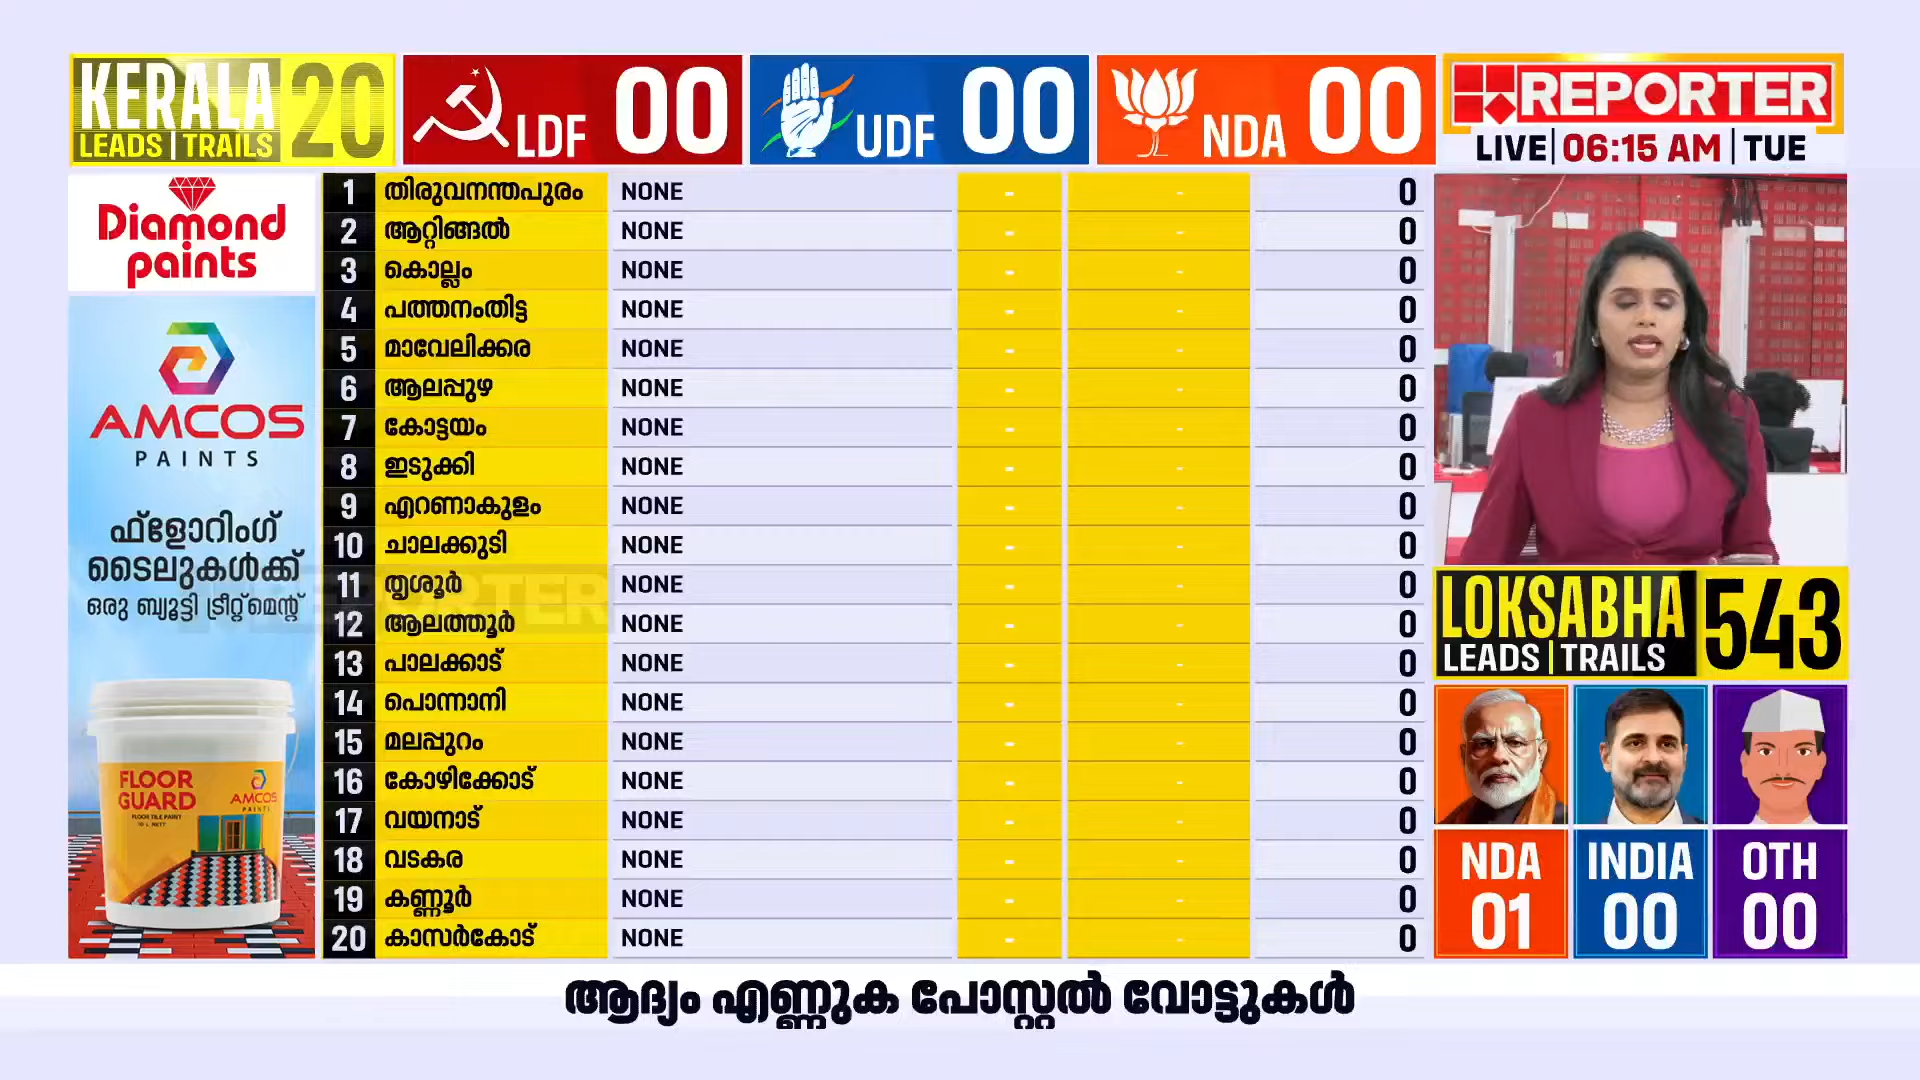 KERALA 20
LEADS | TRAILS
LDF 00
UDF 00
NDA 00
REPORTER
LIVE | 06:15 AM | TUE
Diamond
paints
AMCOS
PAINTS
ഫ്ളോറിംഗ്
ടൈലുകൾക്ക്
ഒരു ബ്യൂട്ടി ട്രീറ്റ്മെന്റ്
FLOOR
GUARD
FLOOR TILE PAINT
AMCOS
PAINTS
1 തിരുവനന്തപുരം NONE - - 0
2 ആറ്റിങ്ങൽ NONE - - 0
3 കൊല്ലം NONE - - 0
4 പത്തനംതിട്ട NONE - - 0
5 മാവേലിക്കര NONE - - 0
6 ആലപ്പുഴ NONE - - 0
7 കോട്ടയം NONE - - 0
8 ഇടുക്കി NONE - - 0
9 എറണാകുളം NONE - - 0
10 ചാലക്കുടി NONE - - 0
11 തൃശൂർ NONE - - 0
12 ആലത്തൂർ NONE - - 0
13 പാലക്കാട് NONE - - 0
14 പൊന്നാനി NONE - - 0
15 മലപ്പുറം NONE - - 0
16 കോഴിക്കോട് NONE - - 0
17 വയനാട് NONE - - 0
18 വടകര NONE - - 0
19 കണ്ണൂർ NONE - - 0
20 കാസർകോട് NONE - - 0
REPORTER
LOKSABHA 543
LEADS | TRAILS
NDA INDIA OTH
01 00 00
ആദ്യം എണ്ണുക പോസ്റ്റൽ വോട്ടുകൾ